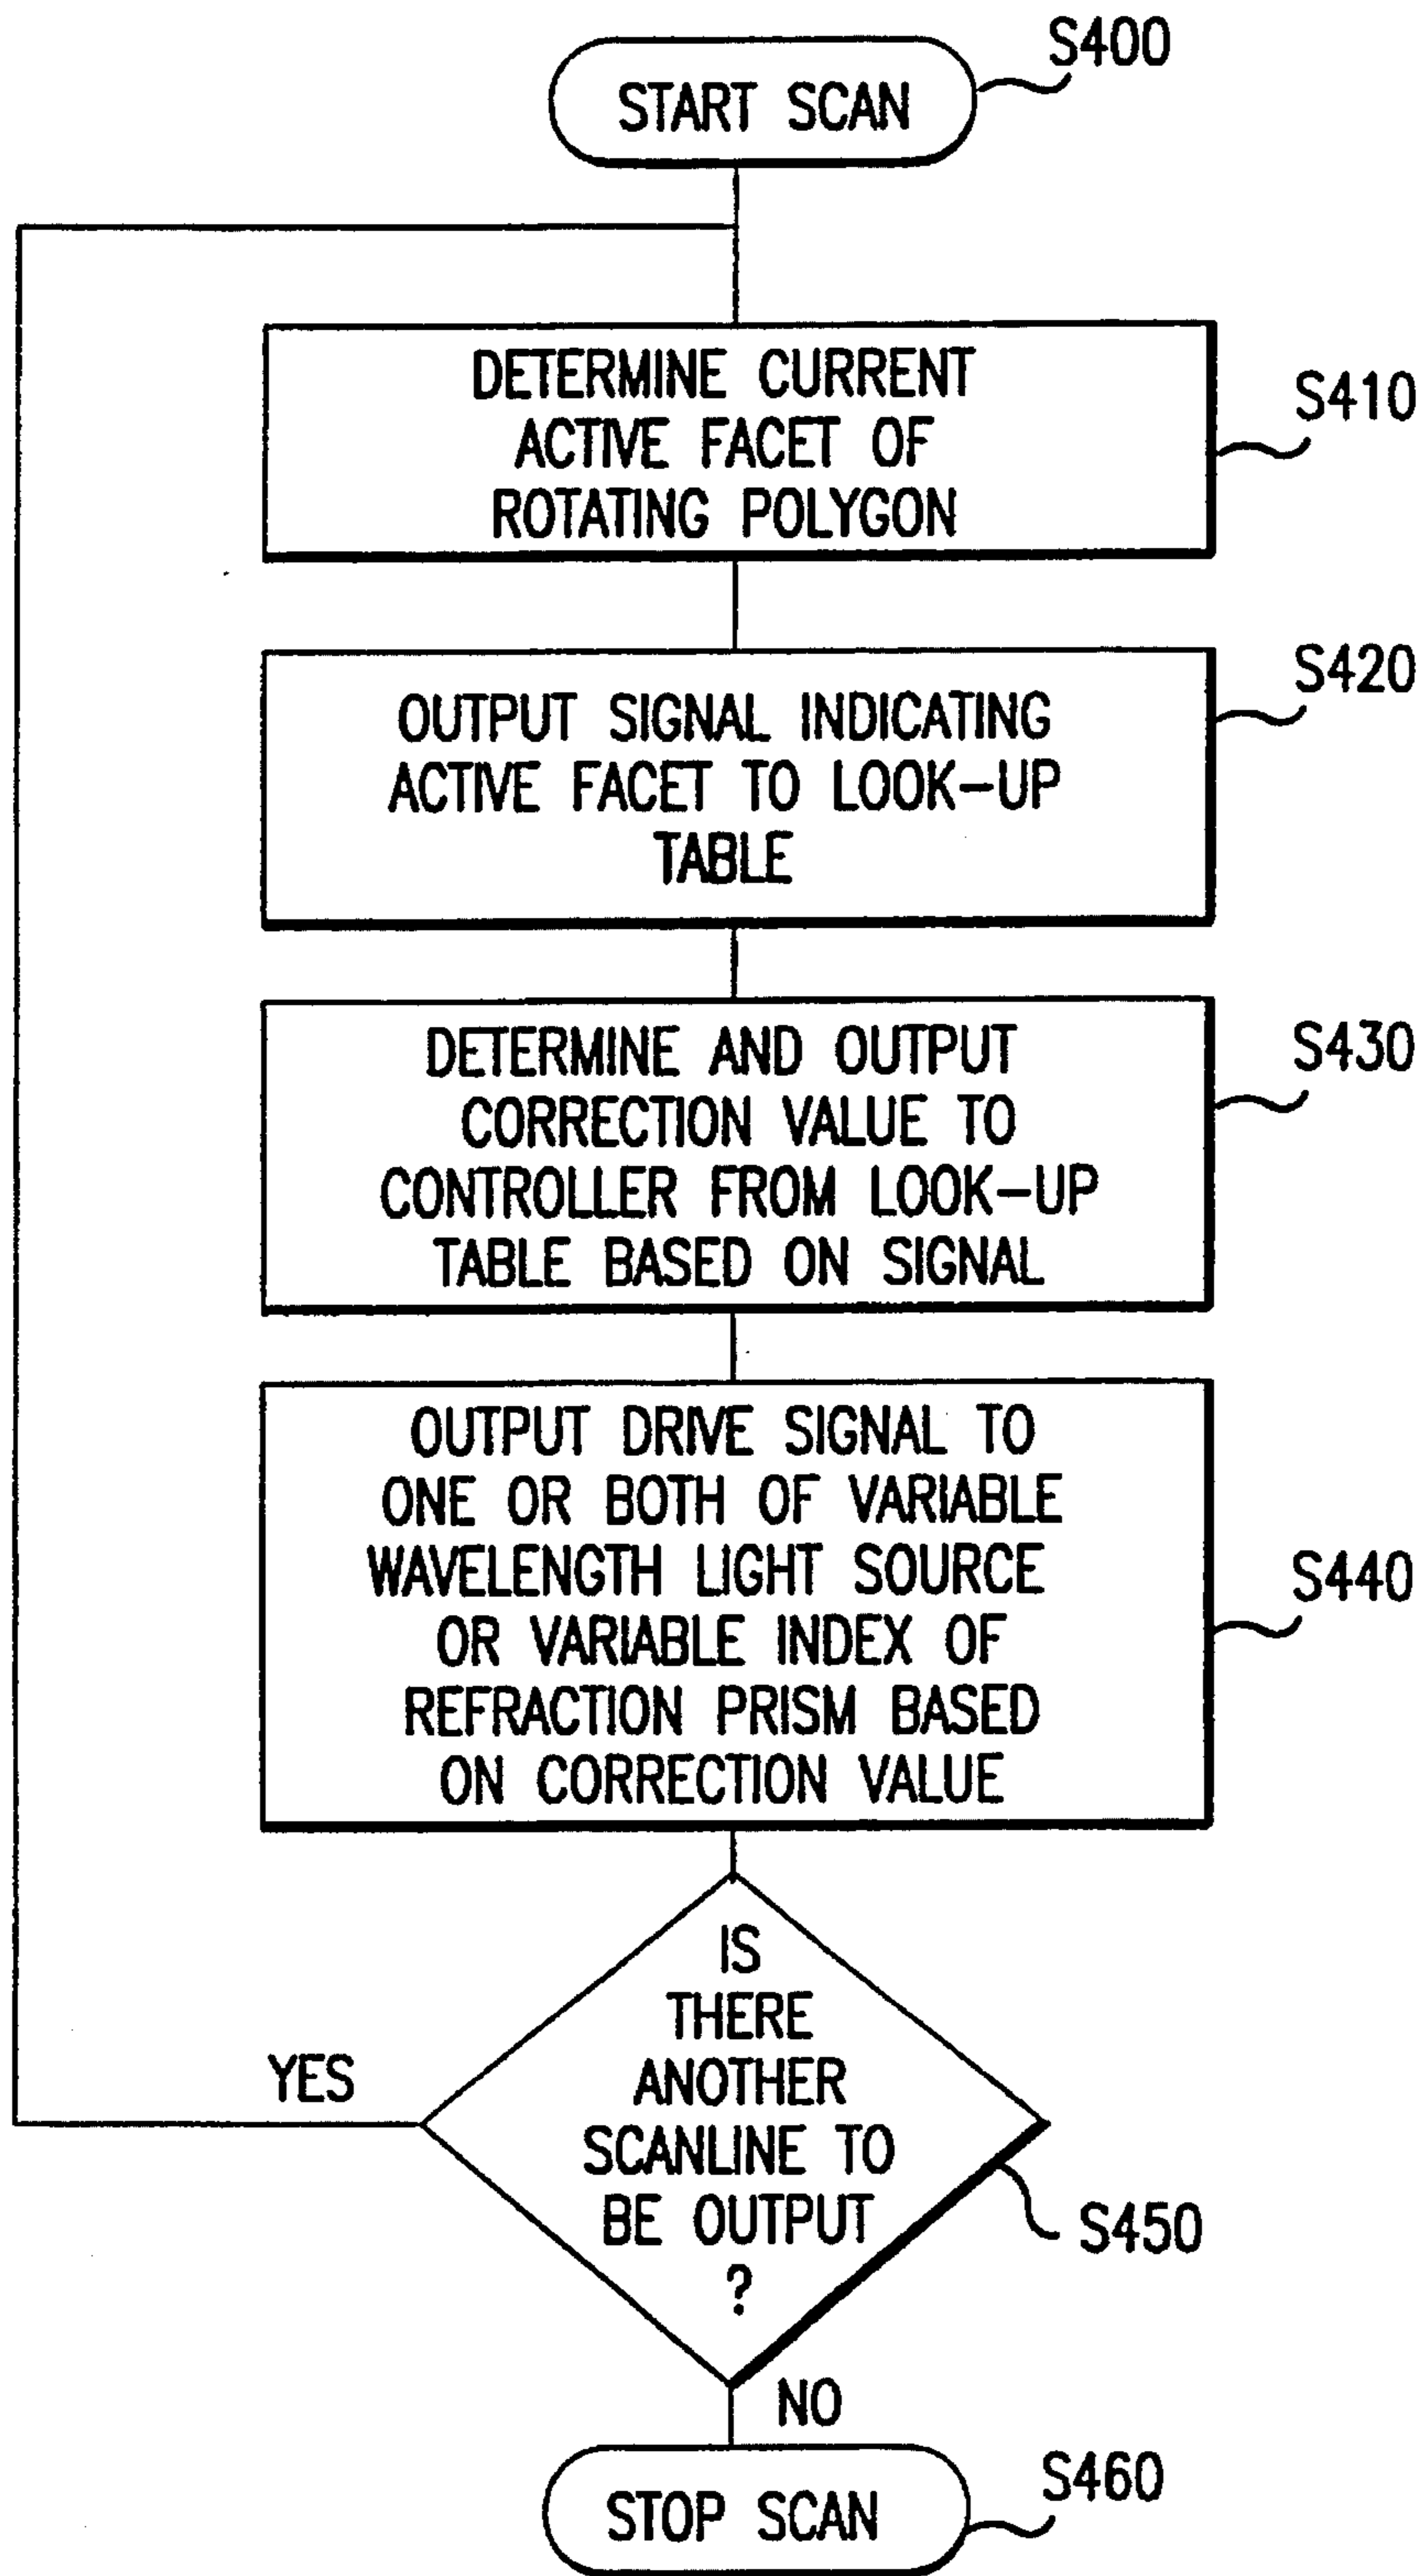 START SCAN
S400
DETERMINE CURRENT
ACTIVE FACET OF
ROTATING POLYGON
S410
OUTPUT SIGNAL INDICATING
ACTIVE FACET TO LOOK-UP
TABLE
S420
DETERMINE AND OUTPUT
CORRECTION VALUE TO
CONTROLLER FROM LOOK-UP
TABLE BASED ON SIGNAL
S430
OUTPUT DRIVE SIGNAL TO
ONE OR BOTH OF VARIABLE
WAVELENGTH LIGHT SOURCE
OR VARIABLE INDEX OF
REFRACTION PRISM BASED
ON CORRECTION VALUE
S440
IS
THERE
ANOTHER
SCANLINE TO
BE OUTPUT
?
YES
S450
NO
STOP SCAN
S460